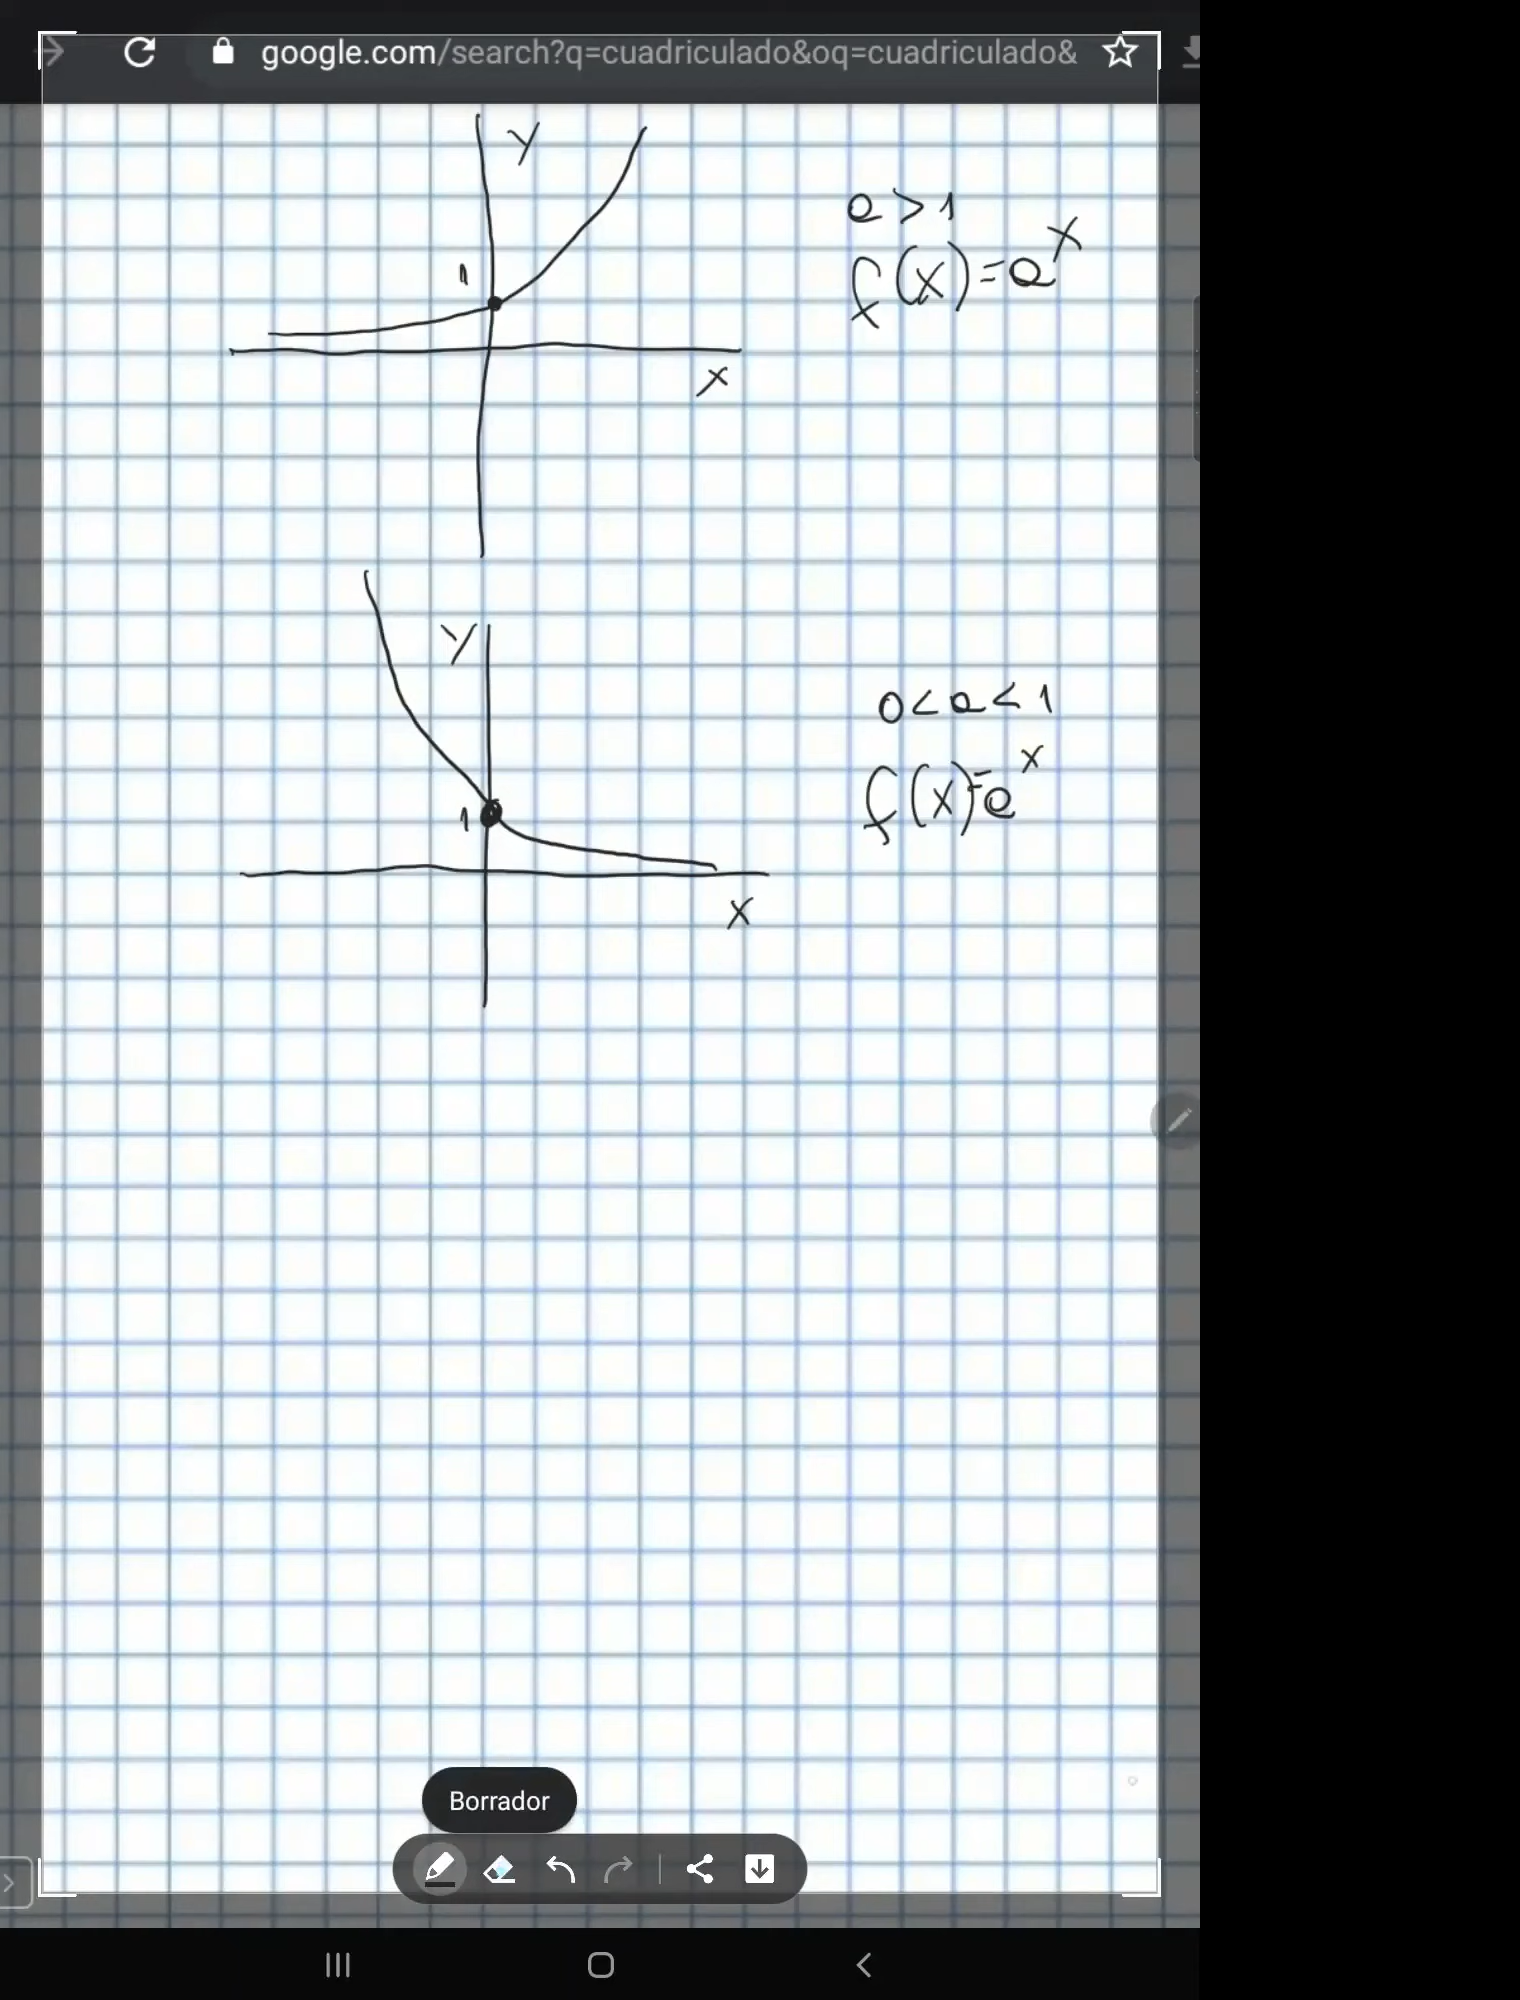 google.com/search?q=cuadriculado&oq=cuadriculado&
y
a > 1
1
f(x)=a^x
x
y
0<a<1
f(x)=a^x
1
x
Borrador